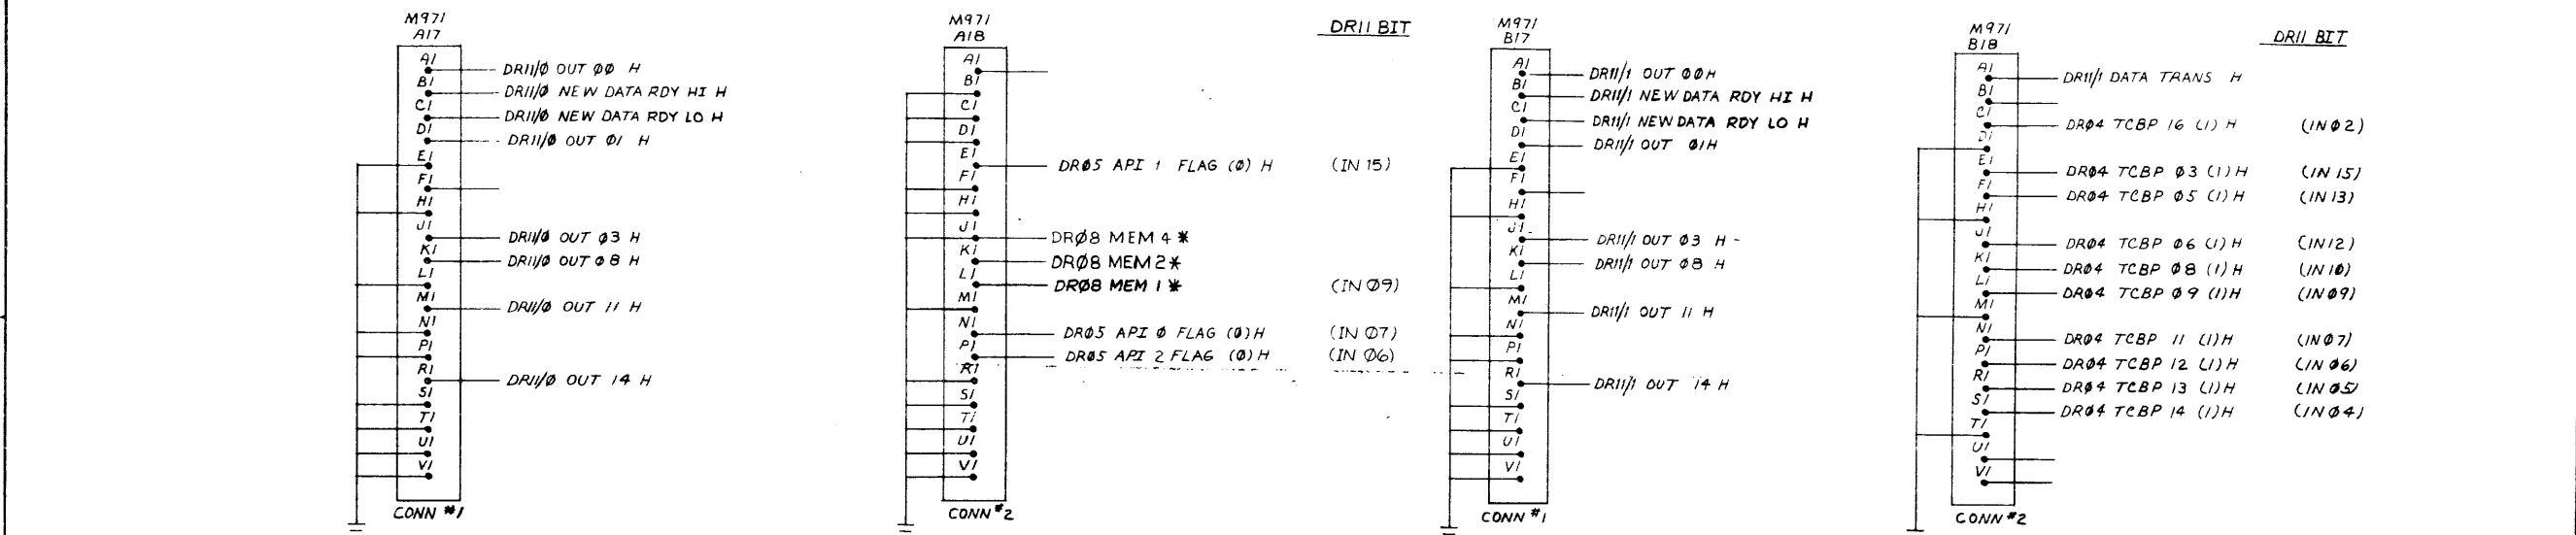 M971
A17
A1
DR11/Ø OUT ØØ H
B1
DR11/Ø NEW DATA RDY HI H
C1
DR11/Ø NEW DATA RDY LO H
D1
DR11/Ø OUT Ø1 H
E1
F1
H1
J1
DR11/Ø OUT Ø3 H
K1
DR11/Ø OUT Ø8 H
L1
M1
DR11/Ø OUT 11 H
N1
P1
R1
DR11/Ø OUT 14 H
S1
T1
U1
V1
CONN #1
M971
A18
DR11 BIT
A1
B1
C1
D1
E1
DRØ5 API 1 FLAG (Ø) H (IN 15)
F1
H1
J1
DRØ8 MEM 4 *
K1
DRØ8 MEM 2 *
L1
DRØ8 MEM 1 * (IN Ø9)
M1
N1
DRØ5 API Ø FLAG (Ø) H (IN Ø7)
P1
DRØ5 API 2 FLAG (Ø) H (IN Ø6)
R1
S1
T1
U1
V1
CONN #2
M971
B17
A1
DR11/1 OUT ØØ H
B1
DR11/1 NEW DATA RDY HI H
C1
DR11/1 NEW DATA RDY LO H
D1
DR11/1 OUT Ø1 H
E1
F1
H1
J1
DR11/1 OUT Ø3 H
K1
DR11/1 OUT Ø8 H
L1
M1
DR11/1 OUT 11 H
N1
P1
R1
DR11/1 OUT 14 H
S1
T1
U1
V1
CONN #1
M971
B18
DR11 BIT
A1
DR11/1 DATA TRANS H
B1
C1
DRØ4 TCBP 16 (1) H (IN Ø2)
D1
E1
DRØ4 TCBP Ø3 (1) H (IN 15)
F1
DRØ4 TCBP Ø5 (1) H (IN 13)
H1
J1
DRØ4 TCBP Ø6 (1) H (IN 12)
K1
DRØ4 TCBP Ø8 (1) H (IN 1Ø)
L1
DRØ4 TCBP Ø9 (1) H (IN Ø9)
M1
N1
DRØ4 TCBP 11 (1) H (IN Ø7)
P1
DRØ4 TCBP 12 (1) H (IN Ø6)
R1
DRØ4 TCBP 13 (1) H (IN Ø5)
S1
DRØ4 TCBP 14 (1) H (IN Ø4)
T1
U1
V1
CONN #2